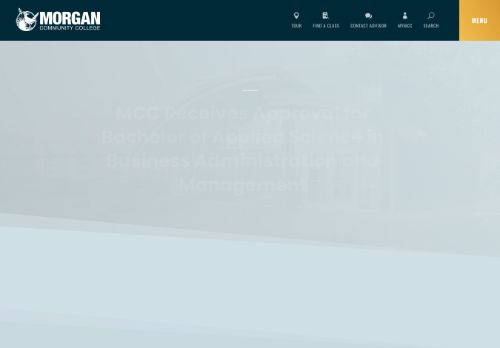 MORGAN
COMMUNITY COLLEGE
TOUR
FIND A CLASS
CONTACT ADVISOR
MYMCC
SEARCH
MENU
MCC Receives Approval for
Bachelor of Applied Science in
Business Administration and
Management